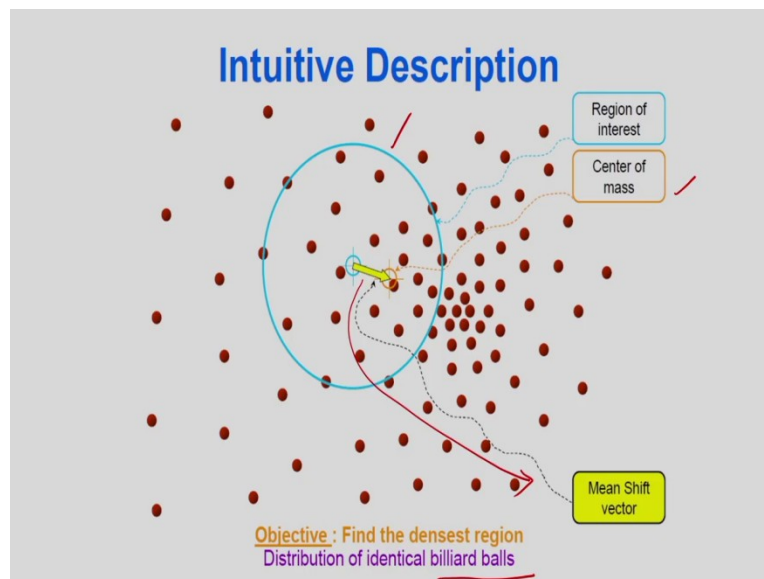 Intuitive Description
Region of
interest
Center of
mass
Mean Shift
vector
Objective : Find the densest region
Distribution of identical billiard balls